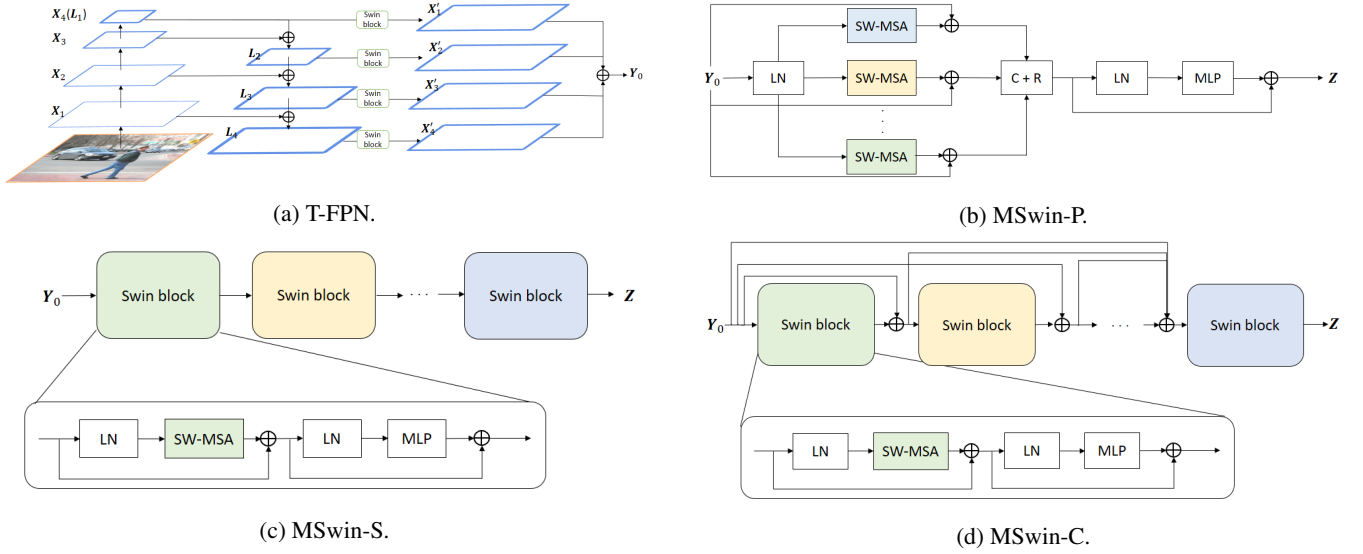 X₄(L₁)
X₃
X₂
X₁
L₂
L₃
L₄
Swin
block
Swin
block
Swin
block
Swin
block
X′₁
X′₂
X′₃
X′₄
Y₀
(a) T-FPN.
Y₀
LN
SW-MSA
SW-MSA
. . .
SW-MSA
C + R
LN
MLP
Z
(b) MSwin-P.
Y₀
Swin block
Swin block
. . .
Swin block
Z
LN
SW-MSA
LN
MLP
(c) MSwin-S.
Y₀
Swin block
Swin block
. . .
Swin block
Z
LN
SW-MSA
LN
MLP
(d) MSwin-C.